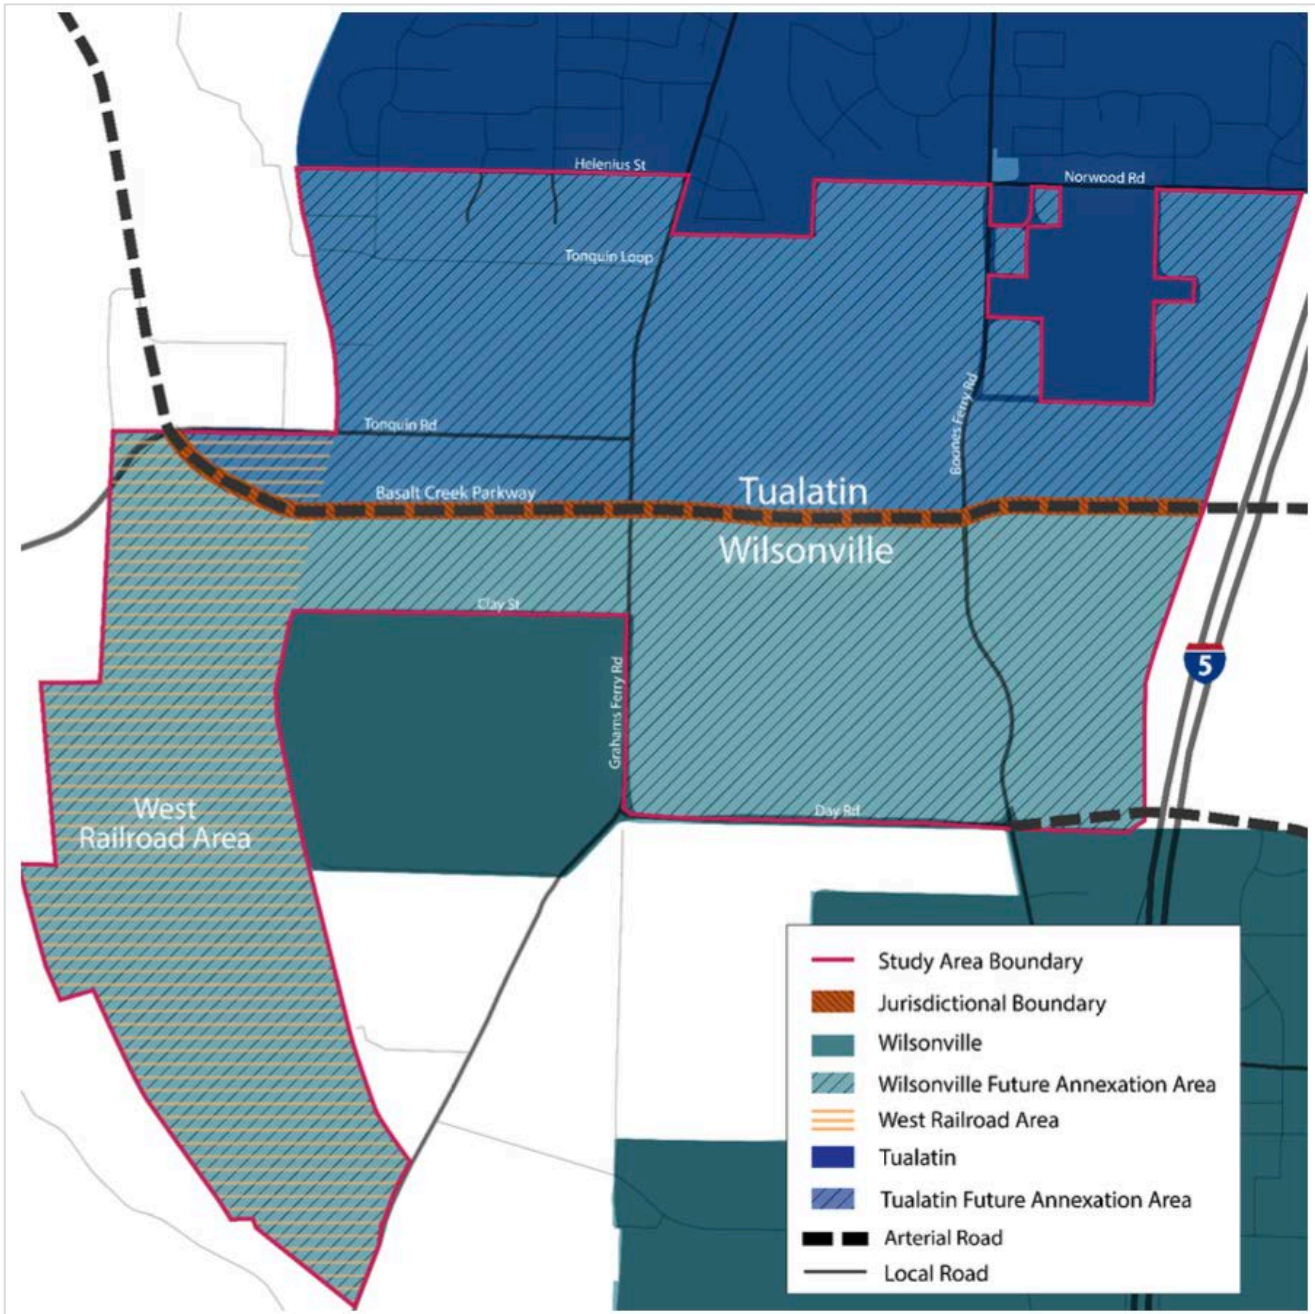 Helenius St
Norwood Rd
Tonquin Loop
Boones Ferry Rd
Tonquin Rd
Basalt Creek Parkway
Tualatin
Wilsonville
Clay St
Grahams Ferry Rd
5
West
Railroad Area
Day Rd
Study Area Boundary
Jurisdictional Boundary
Wilsonville
Wilsonville Future Annexation Area
West Railroad Area
Tualatin
Tualatin Future Annexation Area
Arterial Road
Local Road